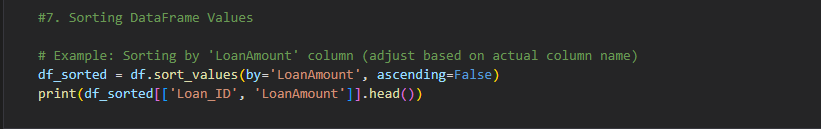 #7. Sorting DataFrame Values
# Example: Sorting by 'LoanAmount' column (adjust based on actual column name)
df_sorted = df.sort_values(by='LoanAmount', ascending=False)
print(df_sorted[['Loan_ID', 'LoanAmount']].head())